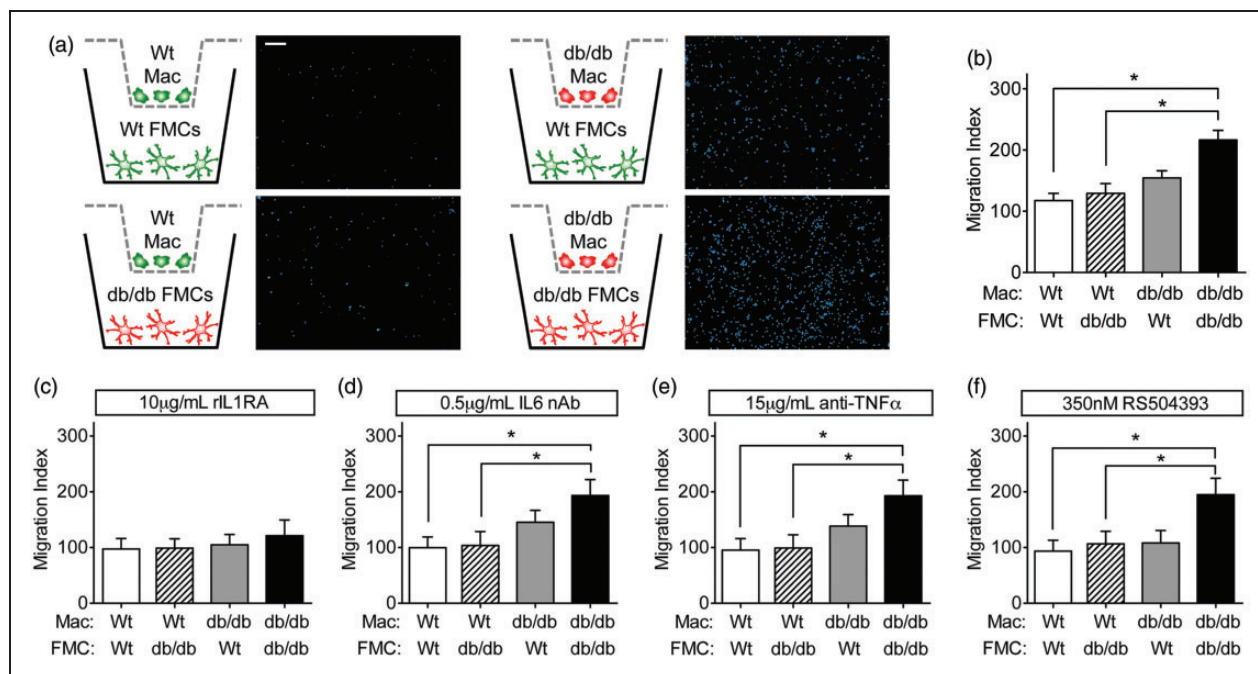 (a)
Wt
Mac
Wt FMCs
db/db
Mac
Wt FMCs
Wt
Mac
db/db FMCs
db/db
Mac
db/db FMCs
(b)
Migration Index
300
200
100
0
*
*
Mac: Wt Wt db/db db/db
FMC: Wt db/db Wt db/db
(c)
10μg/mL rIL1RA
Migration Index
300
200
100
0
Mac: Wt Wt db/db db/db
FMC: Wt db/db Wt db/db
(d)
0.5μg/mL IL6 nAb
Migration Index
300
200
100
0
*
*
Mac: Wt Wt db/db db/db
FMC: Wt db/db Wt db/db
(e)
15μg/mL anti-TNFα
Migration Index
300
200
100
0
*
*
Mac: Wt Wt db/db db/db
FMC: Wt db/db Wt db/db
(f)
350nM RS504393
Migration Index
300
200
100
0
*
*
Mac: Wt Wt db/db db/db
FMC: Wt db/db Wt db/db